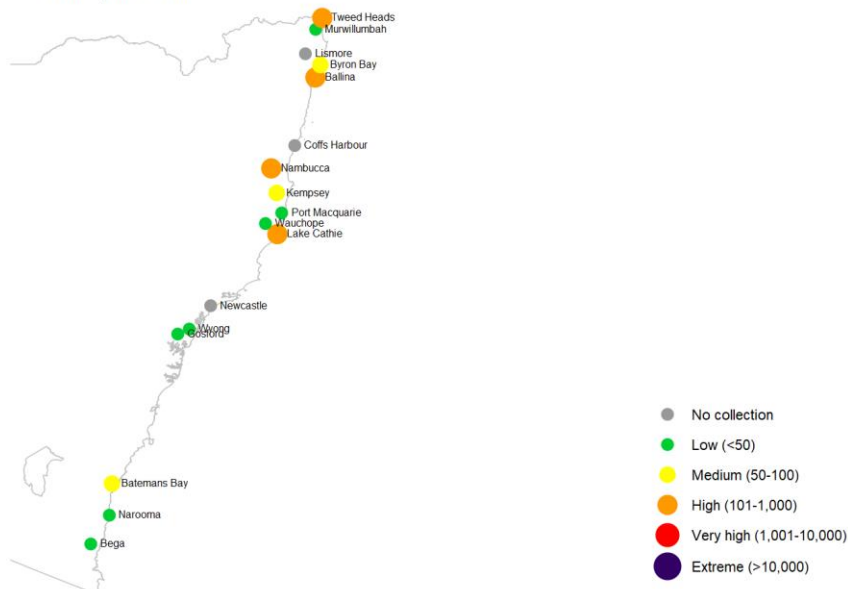 Tweed Heads
Murwillumbah
Lismore
Byron Bay
Ballina
Coffs Harbour
Nambucca
Kempsey
Port Macquarie
Wauchope
Lake Cathie
Newcastle
Wyong
Gosford
Batemans Bay
Narooma
Bega
No collection
Low (<50)
Medium (50-100)
High (101-1,000)
Very high (1,001-10,000)
Extreme (>10,000)